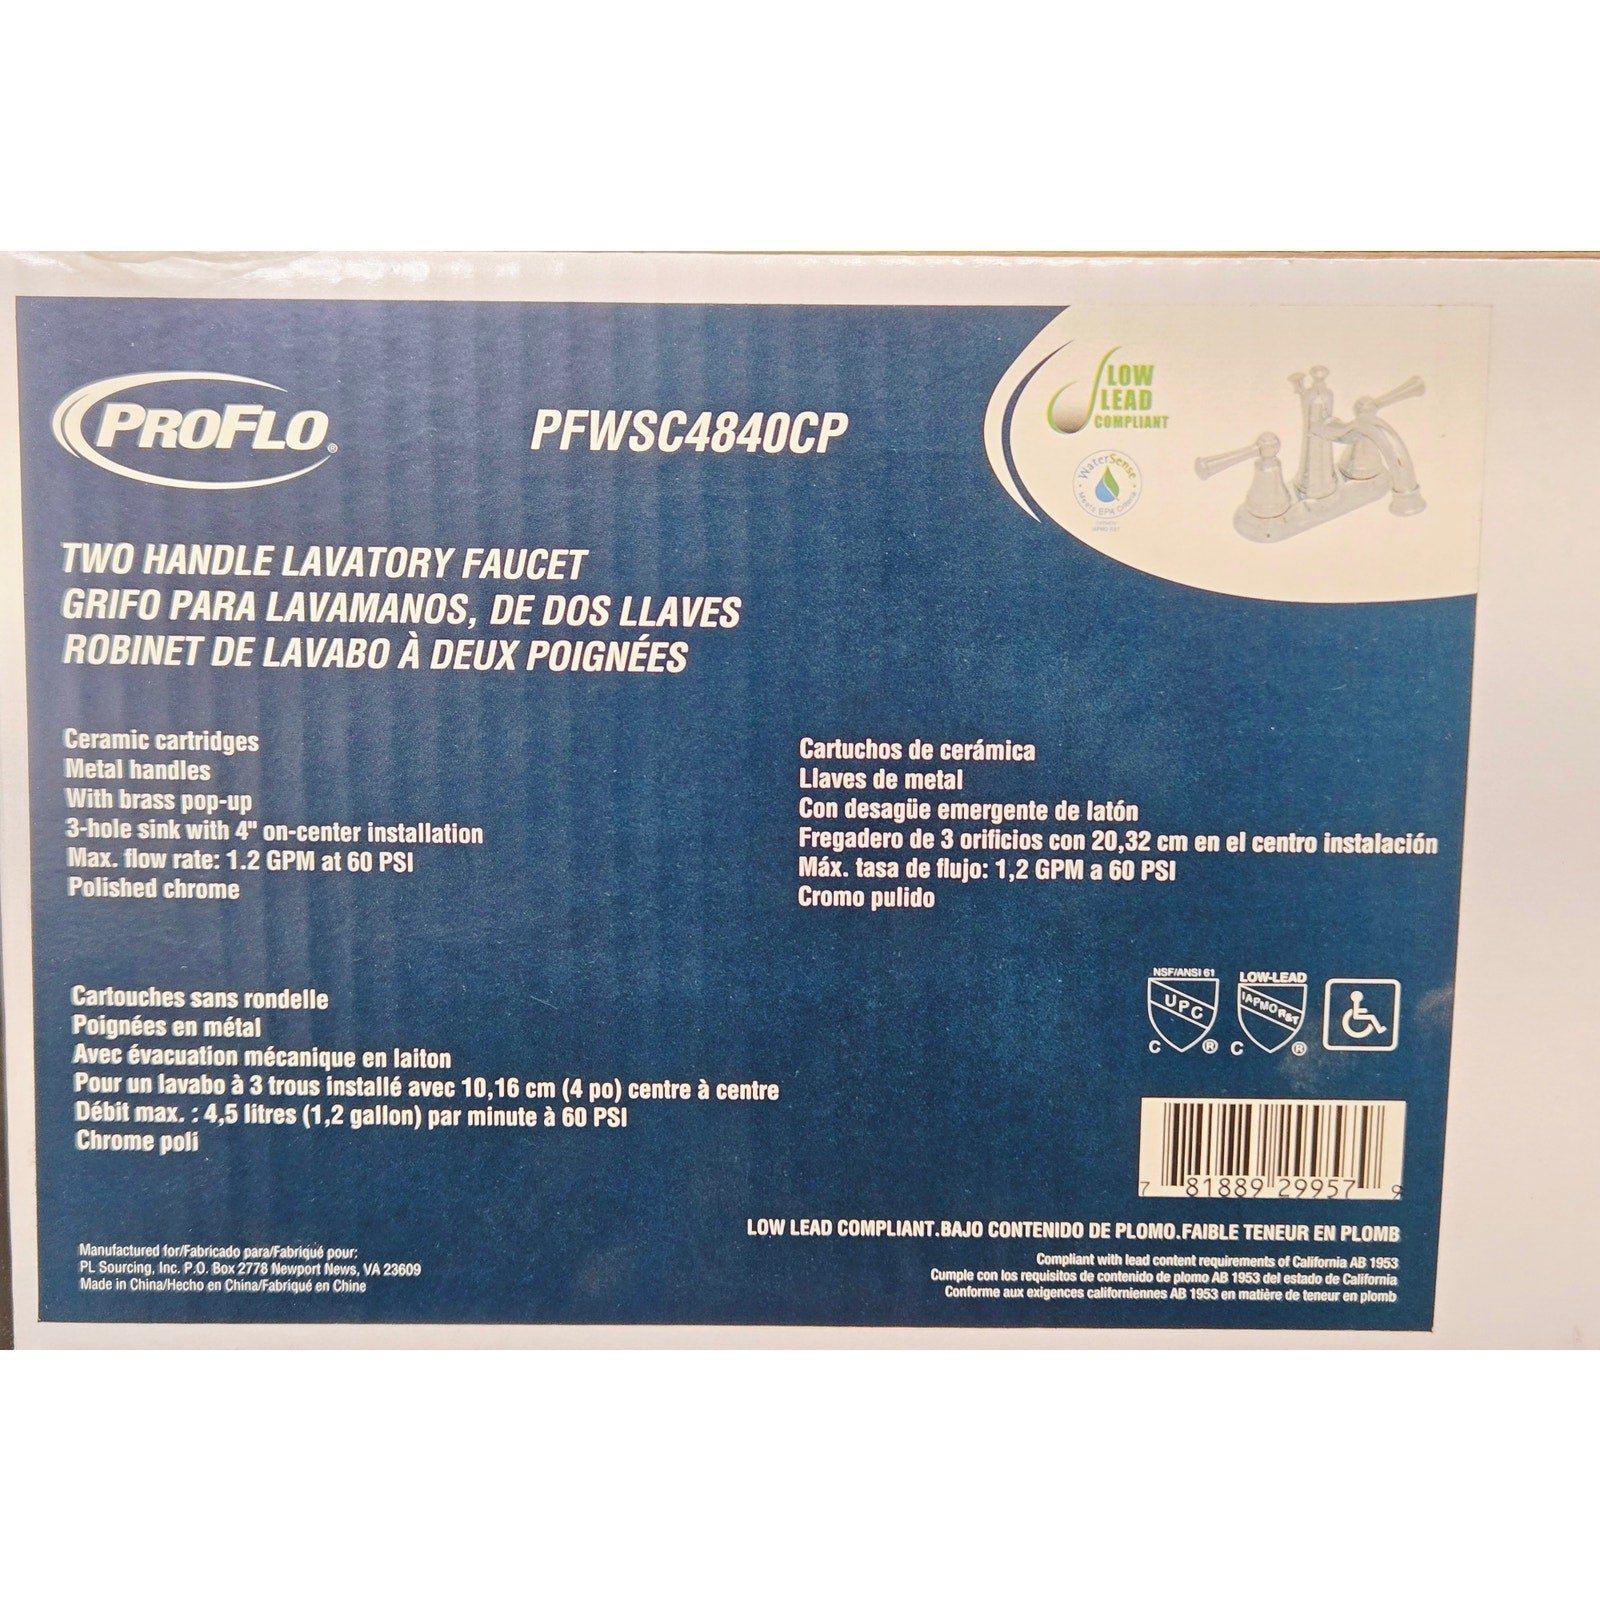 PROFLO®
PFWSC4840CP
LOW
LEAD
COMPLIANT
WaterSense
Meets EPA Criteria
IAPMO R&T
TWO HANDLE LAVATORY FAUCET
GRIFO PARA LAVAMANOS, DE DOS LLAVES
ROBINET DE LAVABO À DEUX POIGNÉES
Ceramic cartridges
Metal handles
With brass pop-up
3-hole sink with 4" on-center installation
Max. flow rate: 1.2 GPM at 60 PSI
Polished chrome
Cartuchos de cerámica
Llaves de metal
Con desagüe emergente de latón
Fregadero de 3 orificios con 20,32 cm en el centro instalación
Máx. tasa de flujo: 1,2 GPM a 60 PSI
Cromo pulido
Cartouches sans rondelle
Poignées en métal
Avec évacuation mécanique en laiton
Pour un lavabo à 3 trous installé avec 10,16 cm (4 po) centre à centre
Débit max. : 4,5 litres (1,2 gallon) par minute à 60 PSI
Chrome poli
NSF/ANSI 61
UPC
C ®
LOW-LEAD
IAPMO R&T
C ®
7 81889 29957 9
LOW LEAD COMPLIANT.BAJO CONTENIDO DE PLOMO.FAIBLE TENEUR EN PLOMB
Compliant with lead content requirements of California AB 1953
Cumple con los requisitos de contenido de plomo AB 1953 del estado de California
Conforme aux exigences californiennes AB 1953 en matière de teneur en plomb
Manufactured for/Fabricado para/Fabriqué pour:
PL Sourcing, Inc. P.O. Box 2778 Newport News, VA 23609
Made in China/Hecho en China/Fabriqué en Chine